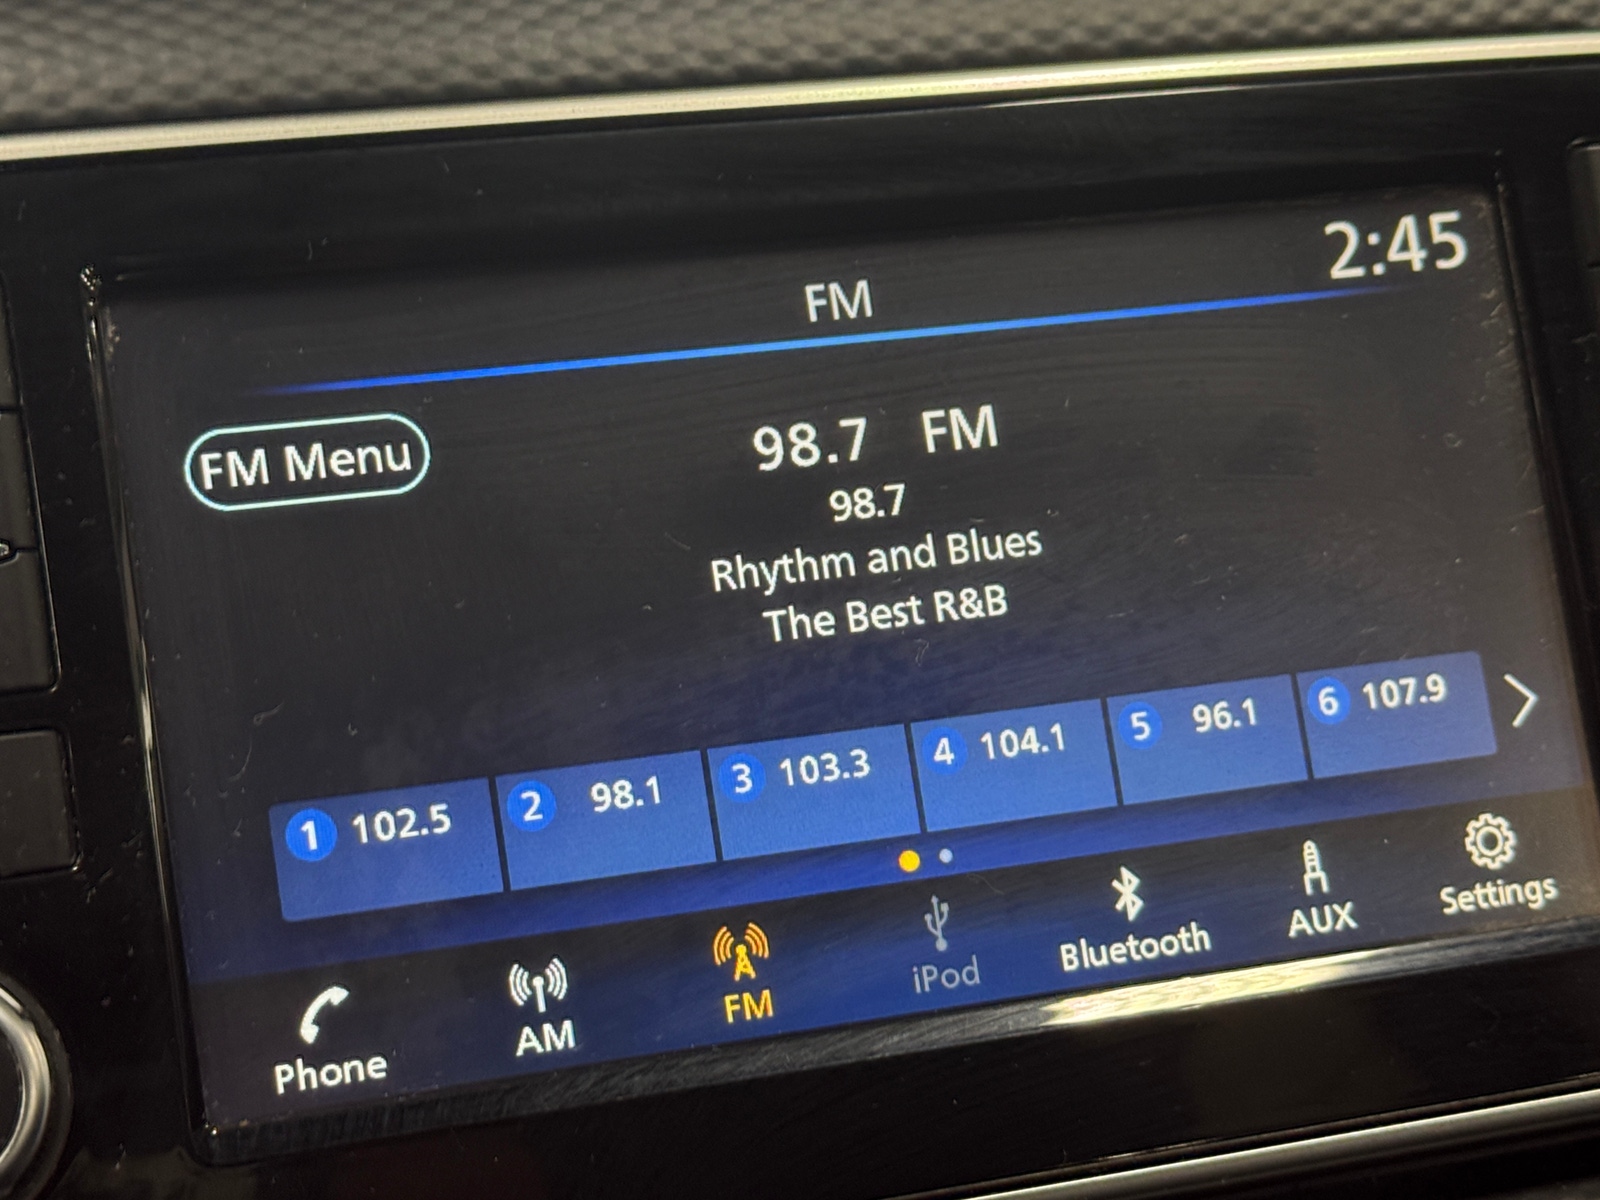 2:45
FM
FM Menu
98.7 FM
98.7
Rhythm and Blues
The Best R&B
1 102.5
2 98.1
3 103.3
4 104.1
5 96.1
6 107.9
Phone
AM
FM
iPod
Bluetooth
AUX
Settings